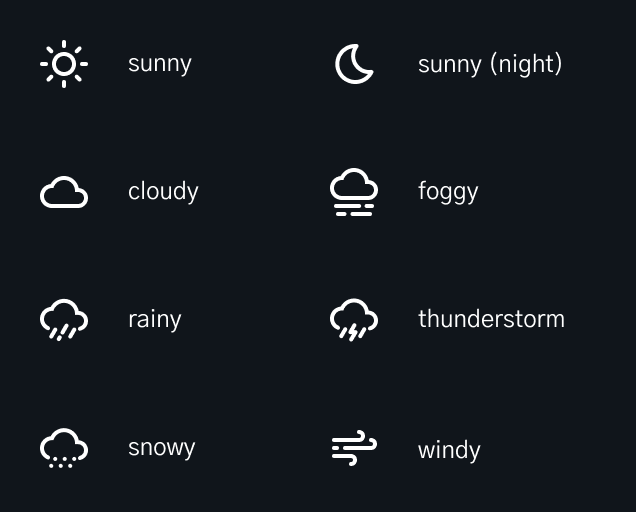 sunny
sunny (night)
cloudy
foggy
rainy
thunderstorm
snowy
windy